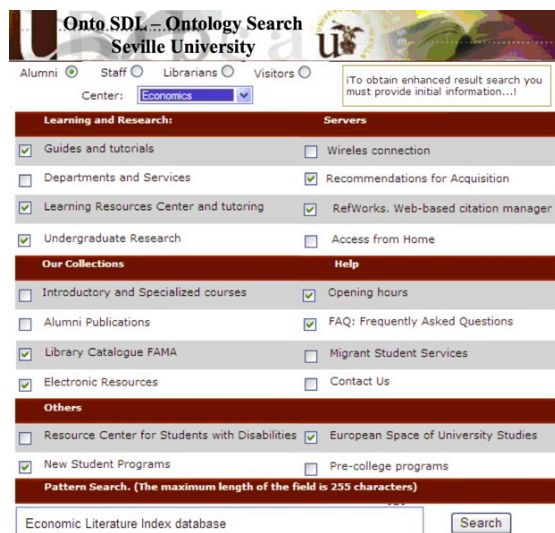 Onto SDL – Ontology Search
Seville University
Alumni Staff Librarians Visitors
Center: Economics
¡To obtain enhanced result search you
must provide initial information...!
Learning and Research: Servers
Guides and tutorials Wireles connection
Departments and Services Recommendations for Acquisition
Learning Resources Center and tutoring RefWorks. Web-based citation manager
Undergraduate Research Access from Home
Our Collections Help
Introductory and Specialized courses Opening hours
Alumni Publications FAQ: Frequently Asked Questions
Library Catalogue FAMA Migrant Student Services
Electronic Resources Contact Us
Others
Resource Center for Students with Disabilities European Space of University Studies
New Student Programs Pre-college programs
Pattern Search. (The maximum length of the field is 255 characters)
Economic Literature Index database Search